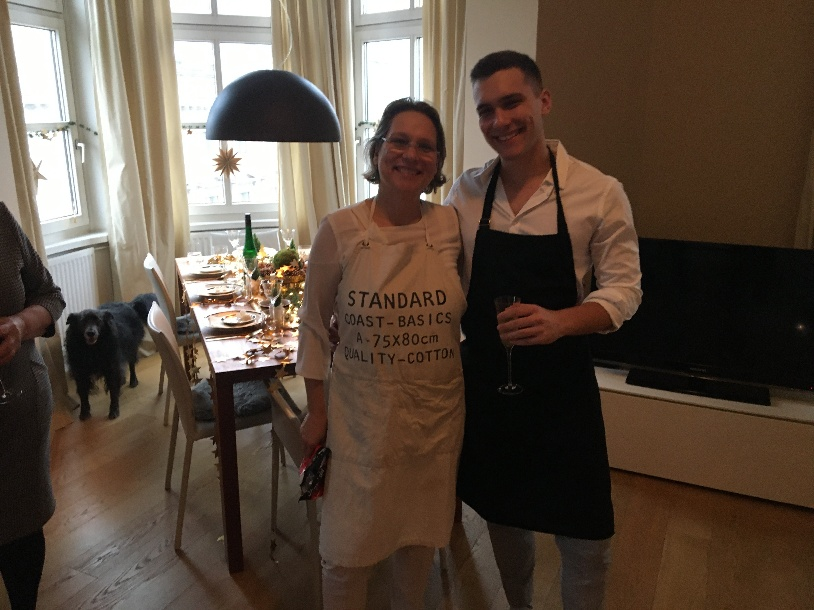 STANDARD
COAST-BASICS
A-75X80cm
QUALITY-COTTON